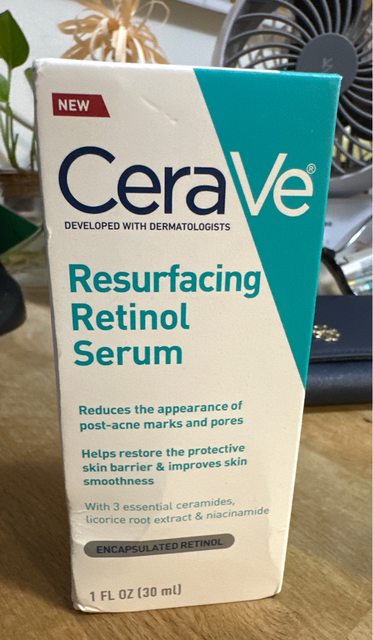 NEW
CeraVe®
DEVELOPED WITH DERMATOLOGISTS
Resurfacing
Retinol
Serum
Reduces the appearance of
post-acne marks and pores
Helps restore the protective
skin barrier & improves skin
smoothness
With 3 essential ceramides,
licorice root extract & niacinamide
ENCAPSULATED RETINOL
1 FL OZ (30 ml)